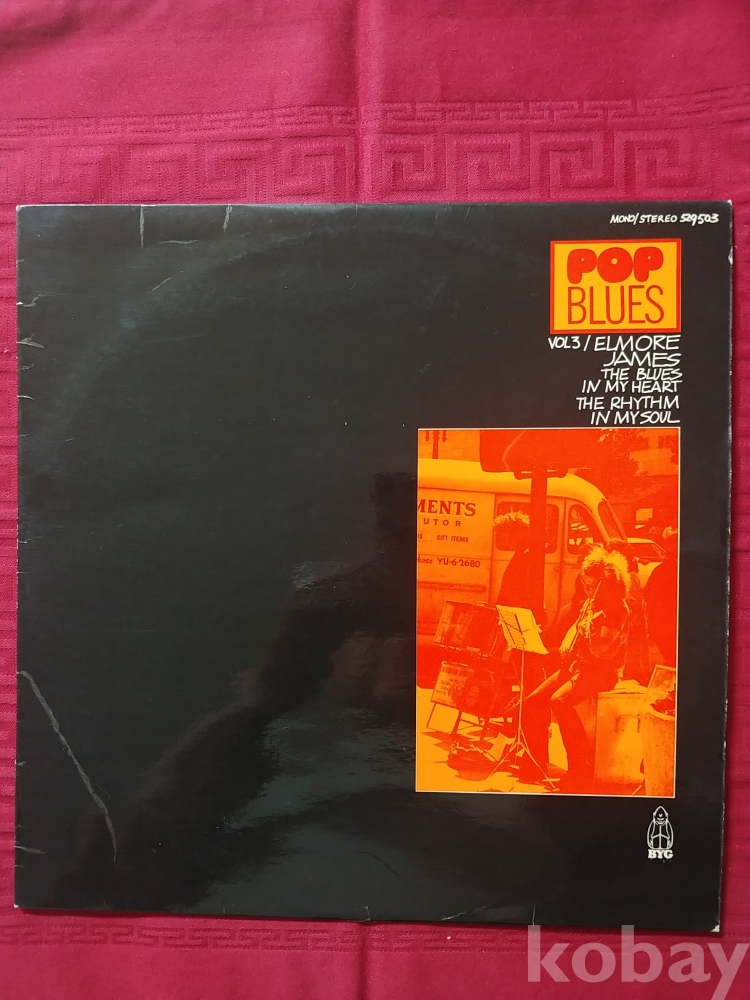 MONO/STEREO 529503
POP
BLUES
VOL3/ELMORE
JAMES
THE BLUES
IN MY HEART
THE RHYTHM
IN MY SOUL
MENTS
UTOR
GIFT ITEMS
YU-6-2680
BYG
kobay